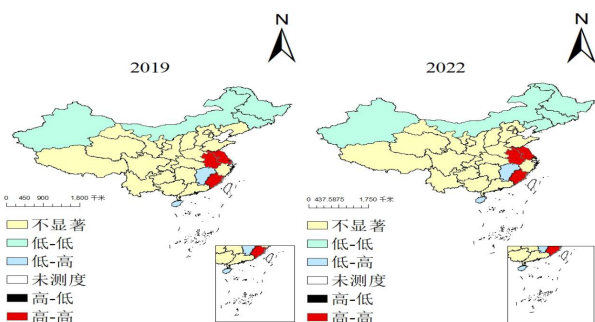 N
2019
0 450 900 1,800 千米
不显著
低-低
低-高
未测度
高-低
高-高
N
2022
0 437.5875 1,750 千米
不显著
低-低
低-高
未测度
高-低
高-高